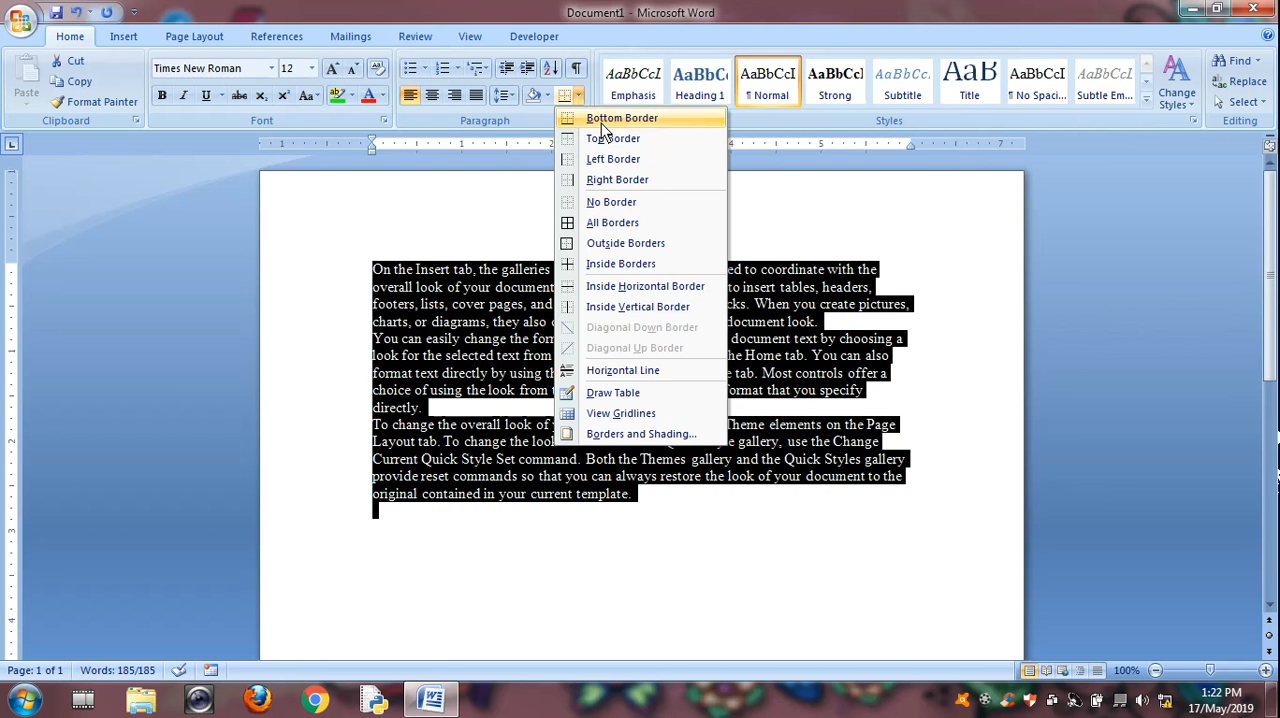 Document1 - Microsoft Word
Home Insert Page Layout References Mailings Review View Developer
Paste
Cut
Copy
Format Painter
Clipboard
Times New Roman 12
B I U abc X₂ X² Aa ab A
Font
Paragraph
AaBbCcI AaBbCc AaBbCcI AaBbCc AaBbCcI AaB AaBbCcI AaBbCcI
Emphasis Heading 1 ¶ Normal Strong Subtitle Title ¶ No Spaci... Subtle Em...
Styles
Change Styles
Find
Replace
Select
Editing
Bottom Border
Top Border
Left Border
Right Border
No Border
All Borders
Outside Borders
Inside Borders
Inside Horizontal Border
Inside Vertical Border
Diagonal Down Border
Diagonal Up Border
Horizontal Line
Draw Table
View Gridlines
Borders and Shading...
On the Insert tab, the galleries ed to coordinate with the
overall look of your document to insert tables, headers,
footers, lists, cover pages, and cks. When you create pictures,
charts, or diagrams, they also document look.
You can easily change the form document text by choosing a
look for the selected text from the Home tab. You can also
format text directly by using th e tab. Most controls offer a
choice of using the look from format that you specify
directly.
To change the overall look of Theme elements on the Page
Layout tab. To change the look gallery, use the Change
Current Quick Style Set command. Both the Themes gallery and the Quick Styles gallery
provide reset commands so that you can always restore the look of your document to the
original contained in your current template.
Page: 1 of 1 Words: 185/185 100%
1:22 PM
17/May/2019